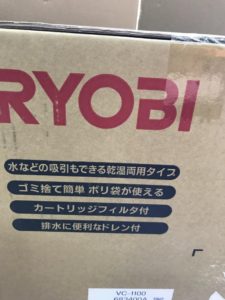 RYOBI
水などの吸引もできる乾湿両用タイプ
ゴミ捨て簡単 ポリ袋が使える
カートリッジフィルタ付
排水に便利なドレン付
VC-1100